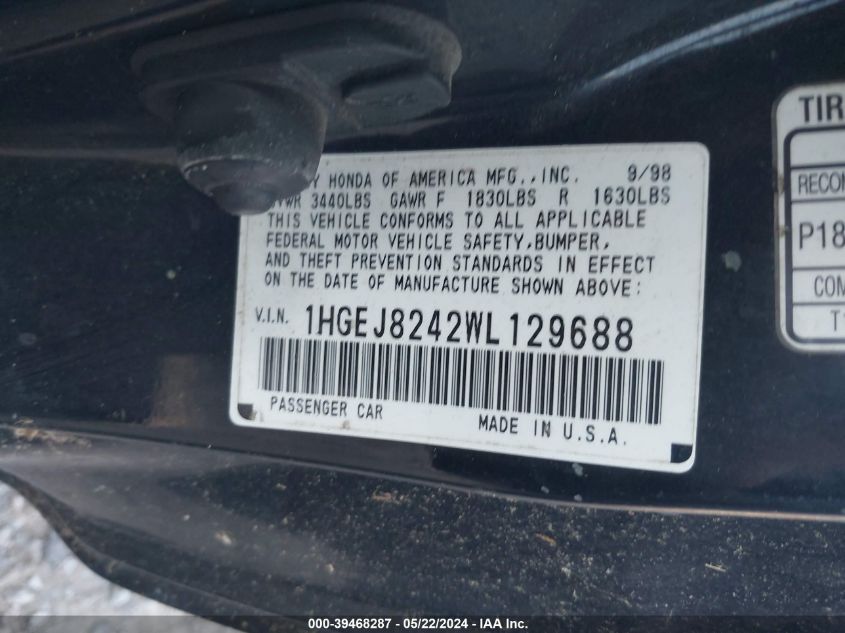 Y HONDA OF AMERICA MFG.,INC. 9/98
VWR 3440LBS GAWR F 1830LBS R 1630LBS
THIS VEHICLE CONFORMS TO ALL APPLICABLE
FEDERAL MOTOR VEHICLE SAFETY,BUMPER,
AND THEFT PREVENTION STANDARDS IN EFFECT
ON THE DATE OF MANUFACTURE SHOWN ABOVE:
V.I.N. 1HGEJ8242WL129688
PASSENGER CAR MADE IN U.S.A.
TIR
RECOM
P18
COM
T
000-39468287 - 05/22/2024 - © IAA, Inc.